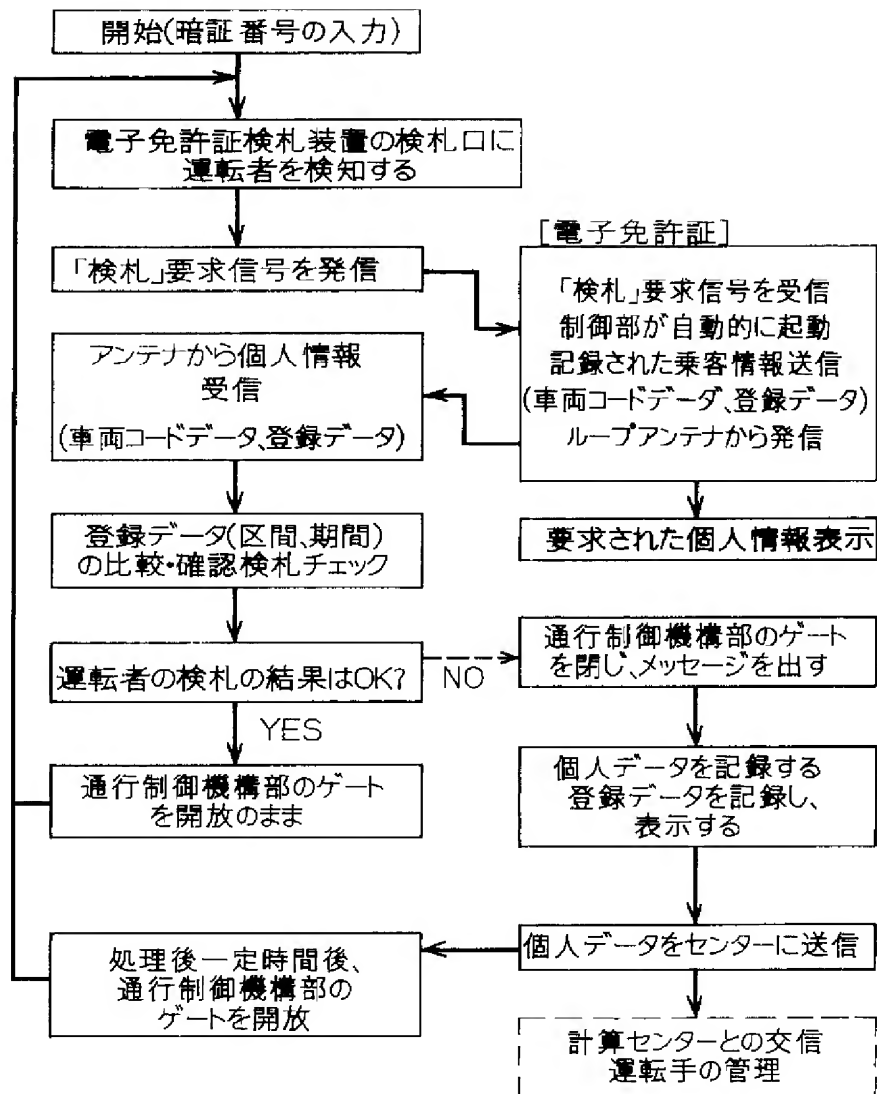 開始(暗証番号の入力)
電子免許証検札装置の検札口に
運転者を検知する
「検札」要求信号を発信
[電子免許証]
「検札」要求信号を受信
制御部が自動的に起動
記録された乗客情報送信
(車両コードデーダ、登録データ)
ループアンテナから発信
アンテナから個人情報
受信
(車両コードデータ、登録データ)
要求された個人情報表示
登録データ(区間、期間)
の比較・確認検札チェック
運転者の検札の結果はOK?
NO
通行制御機構部のゲート
を閉じ、メッセージを出す
YES
通行制御機構部のゲート
を開放のまま
個人データを記録する
登録データを記録し、
表示する
個人データをセンターに送信
処理後一定時間後、
通行制御機構部の
ゲートを開放
計算センターとの交信
運転手の管理